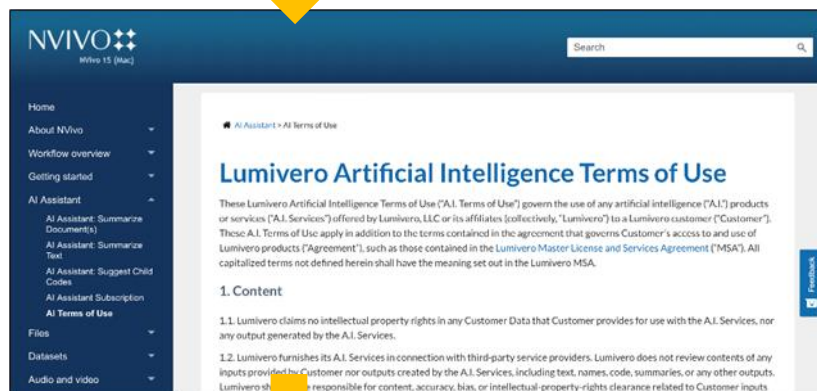 NVIVO
NVivo 15 (Mac)
Search
Home
About NVivo
Workflow overview
Getting started
AI Assistant
AI Assistant: Summarize
Document(s)
AI Assistant: Summarize
Text
AI Assistant: Suggest Child
Codes
AI Assistant Subscription
AI Terms of Use
Files
Datasets
Audio and video
AI Assistant > AI Terms of Use
Lumivero Artificial Intelligence Terms of Use
These Lumivero Artificial Intelligence Terms of Use ("A.I. Terms of Use") govern the use of any artificial intelligence ("A.I.") products
or services ("A.I. Services") offered by Lumivero, LLC or its affiliates (collectively, "Lumivero") to a Lumivero customer ("Customer").
These A.I. Terms of Use apply in addition to the terms contained in the agreement that governs Customer's access to and use of
Lumivero products ("Agreement"), such as those contained in the Lumivero Master License and Services Agreement ("MSA"). All
capitalized terms not defined herein shall have the meaning set out in the Lumivero MSA.
1. Content
1.1. Lumivero claims no intellectual property rights in any Customer Data that Customer provides for use with the A.I. Services, nor
any output generated by the A.I. Services.
1.2. Lumivero furnishes its A.I. Services in connection with third-party service providers. Lumivero does not review contents of any
inputs provided by Customer nor outputs created by the A.I. Services, including text, names, code, summaries, or any other outputs.
Lumivero responsible for content, accuracy, bias, or intellectual-property-rights clearance related to Customer inputs
Feedback